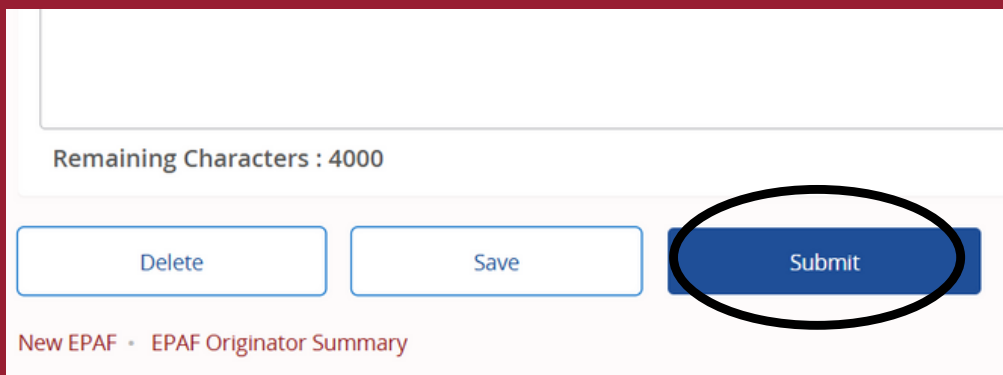 Remaining Characters : 4000
Delete Save Submit
New EPAF • EPAF Originator Summary